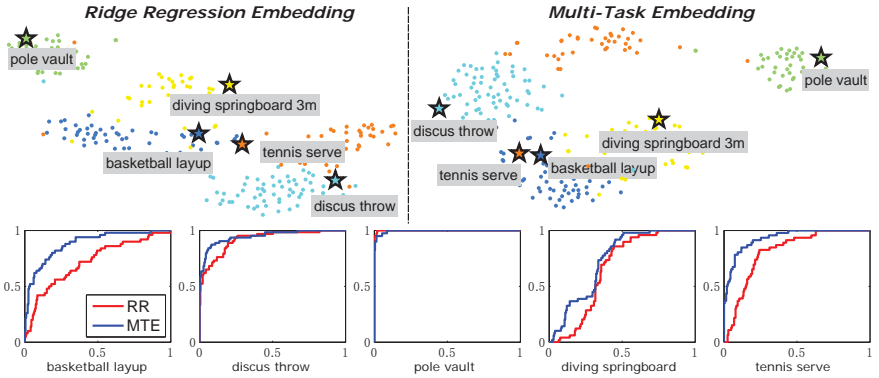 Ridge Regression Embedding
pole vault
diving springboard 3m
basketball layup
tennis serve
discus throw
Multi-Task Embedding
pole vault
discus throw
diving springboard 3m
tennis serve
basketball layup
1
0.5
0
0
0.5
1
RR
MTE
basketball layup
1
0.5
0
0
0.5
1
discus throw
1
0.5
0
0
0.5
1
pole vault
1
0.5
0
0
0.5
1
diving springboard
1
0.5
0
0
0.5
1
tennis serve